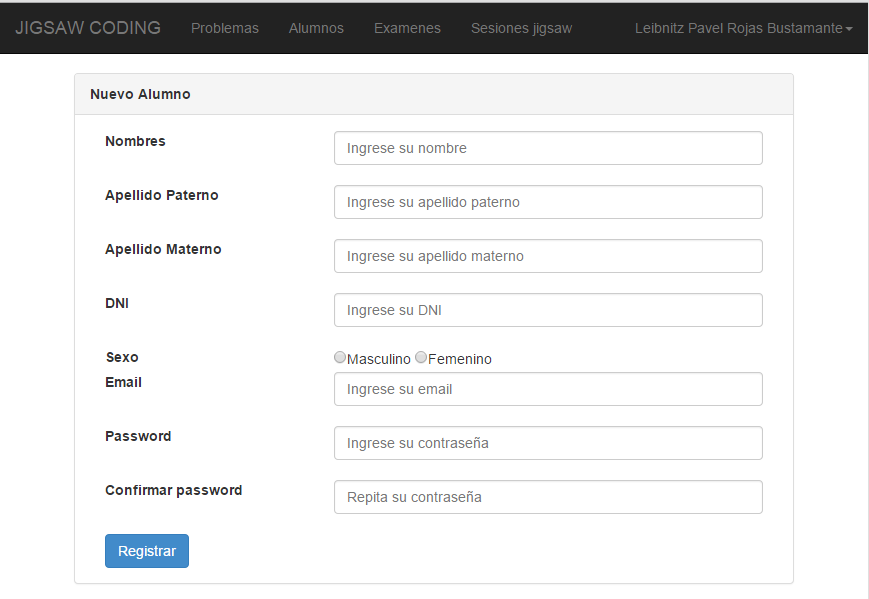 JIGSAW CODING Problemas Alumnos Examenes Sesiones jigsaw Leibnitz Pavel Rojas Bustamante
Nuevo Alumno
Nombres Ingrese su nombre
Apellido Paterno Ingrese su apellido paterno
Apellido Materno Ingrese su apellido materno
DNI Ingrese su DNI
Sexo Masculino Femenino
Email Ingrese su email
Password Ingrese su contraseña
Confirmar password Repita su contraseña
Registrar